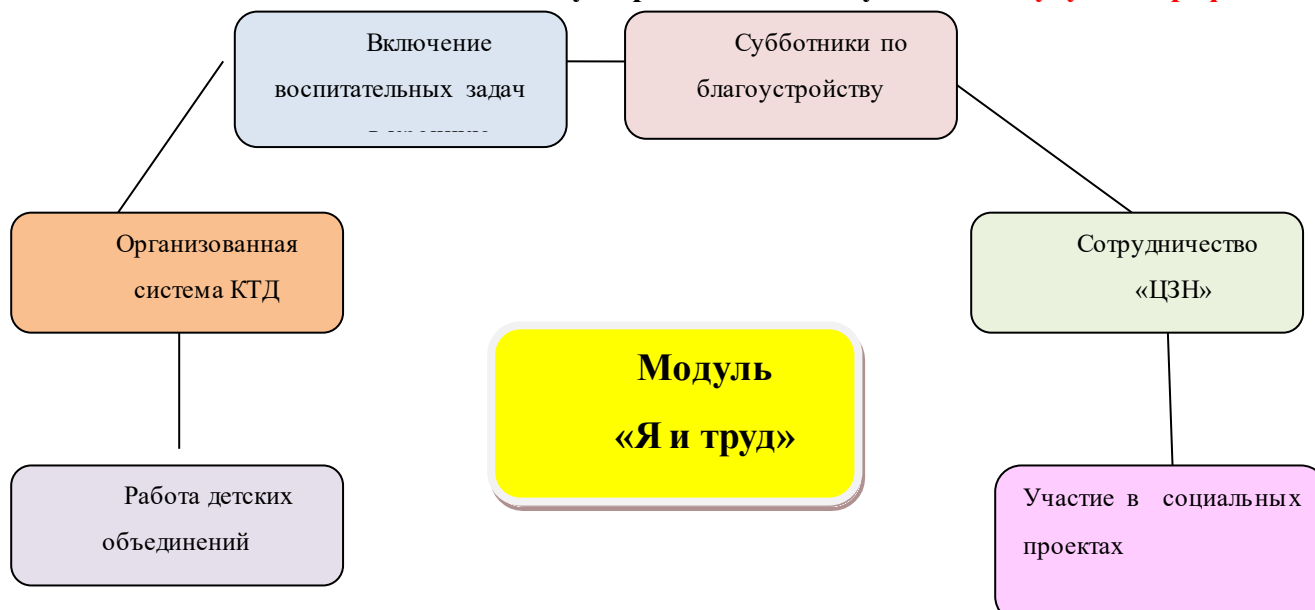 Включение
воспитательных задач
Субботники по
благоустройству
Организованная
система КТД
Сотрудничество
«ЦЗН»
Модуль
«Я и труд»
Работа детских
объединений
Участие в социальных
проектах